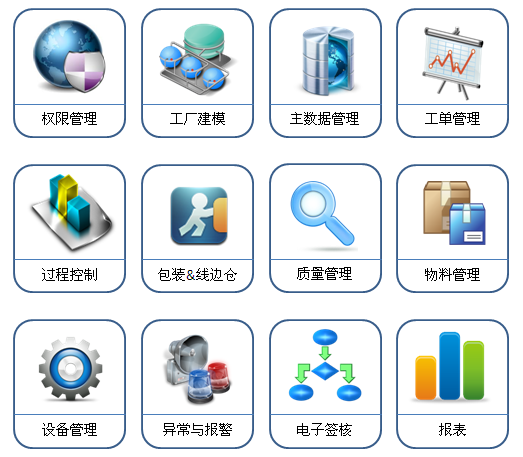 权限管理
工厂建模
主数据管理
工单管理
过程控制
包装&线边仓
质量管理
物料管理
设备管理
异常与报警
电子签核
报表